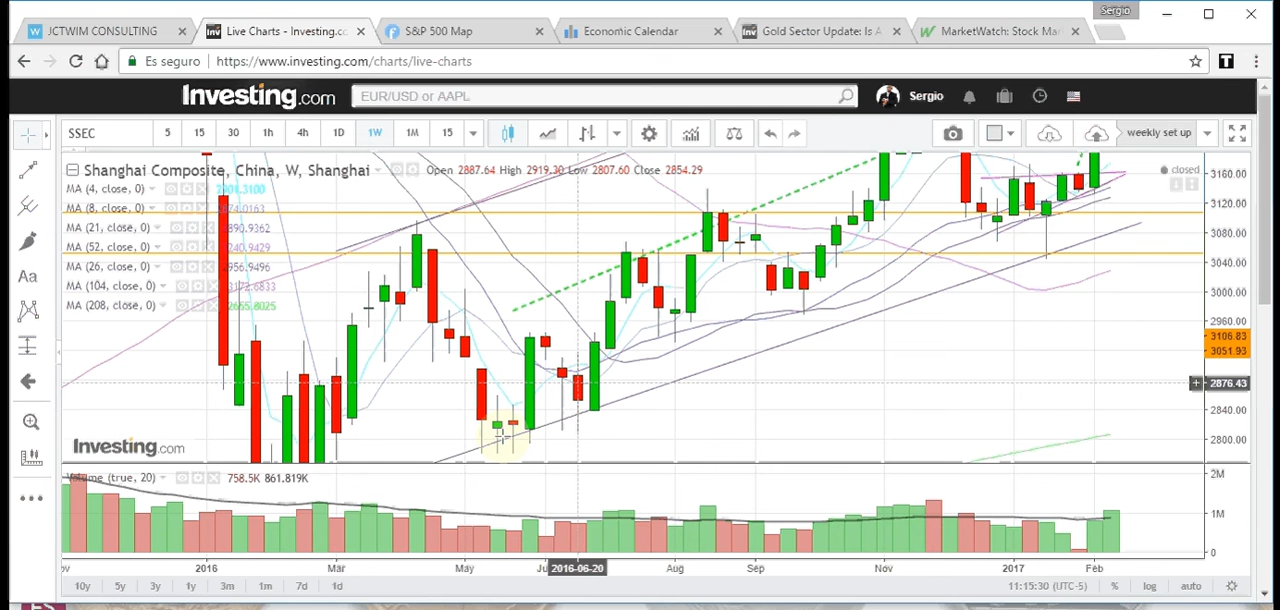 Sergio
JCTWIM CONSULTING
Live Charts - Investing.cc
S&P 500 Map
Economic Calendar
Gold Sector Update: Is A
MarketWatch: Stock Mar
Es seguro
https://www.investing.com/charts/live-charts
Investing.com
EUR/USD or AAPL
Sergio
SSEC
5 15 30 1h 4h 1D 1W 1M 15
weekly set up
Shanghai Composite, China, W, Shanghai
Open 2887.64 High 2919.30 Low 2807.60 Close 2854.29
closed
MA (4, close, 0)
MA (8, close, 0)
MA (21, close, 0)
MA (52, close, 0)
MA (26, close, 0)
MA (104, close, 0)
MA (208, close, 0)
Aa
3160.00
3120.00
3080.00
3040.00
3000.00
2960.00
3106.83
3051.93
2876.43
2840.00
2800.00
Investing.com
Volume (true, 20) 758.5K 861.819K
2M
1M
0
2016 Mar May 2016-06-20 Aug Sep Nov 2017 Feb
10y 5y 3y 1y 3m 1m 7d 1d
11:15:30 (UTC-5) % log auto
ES